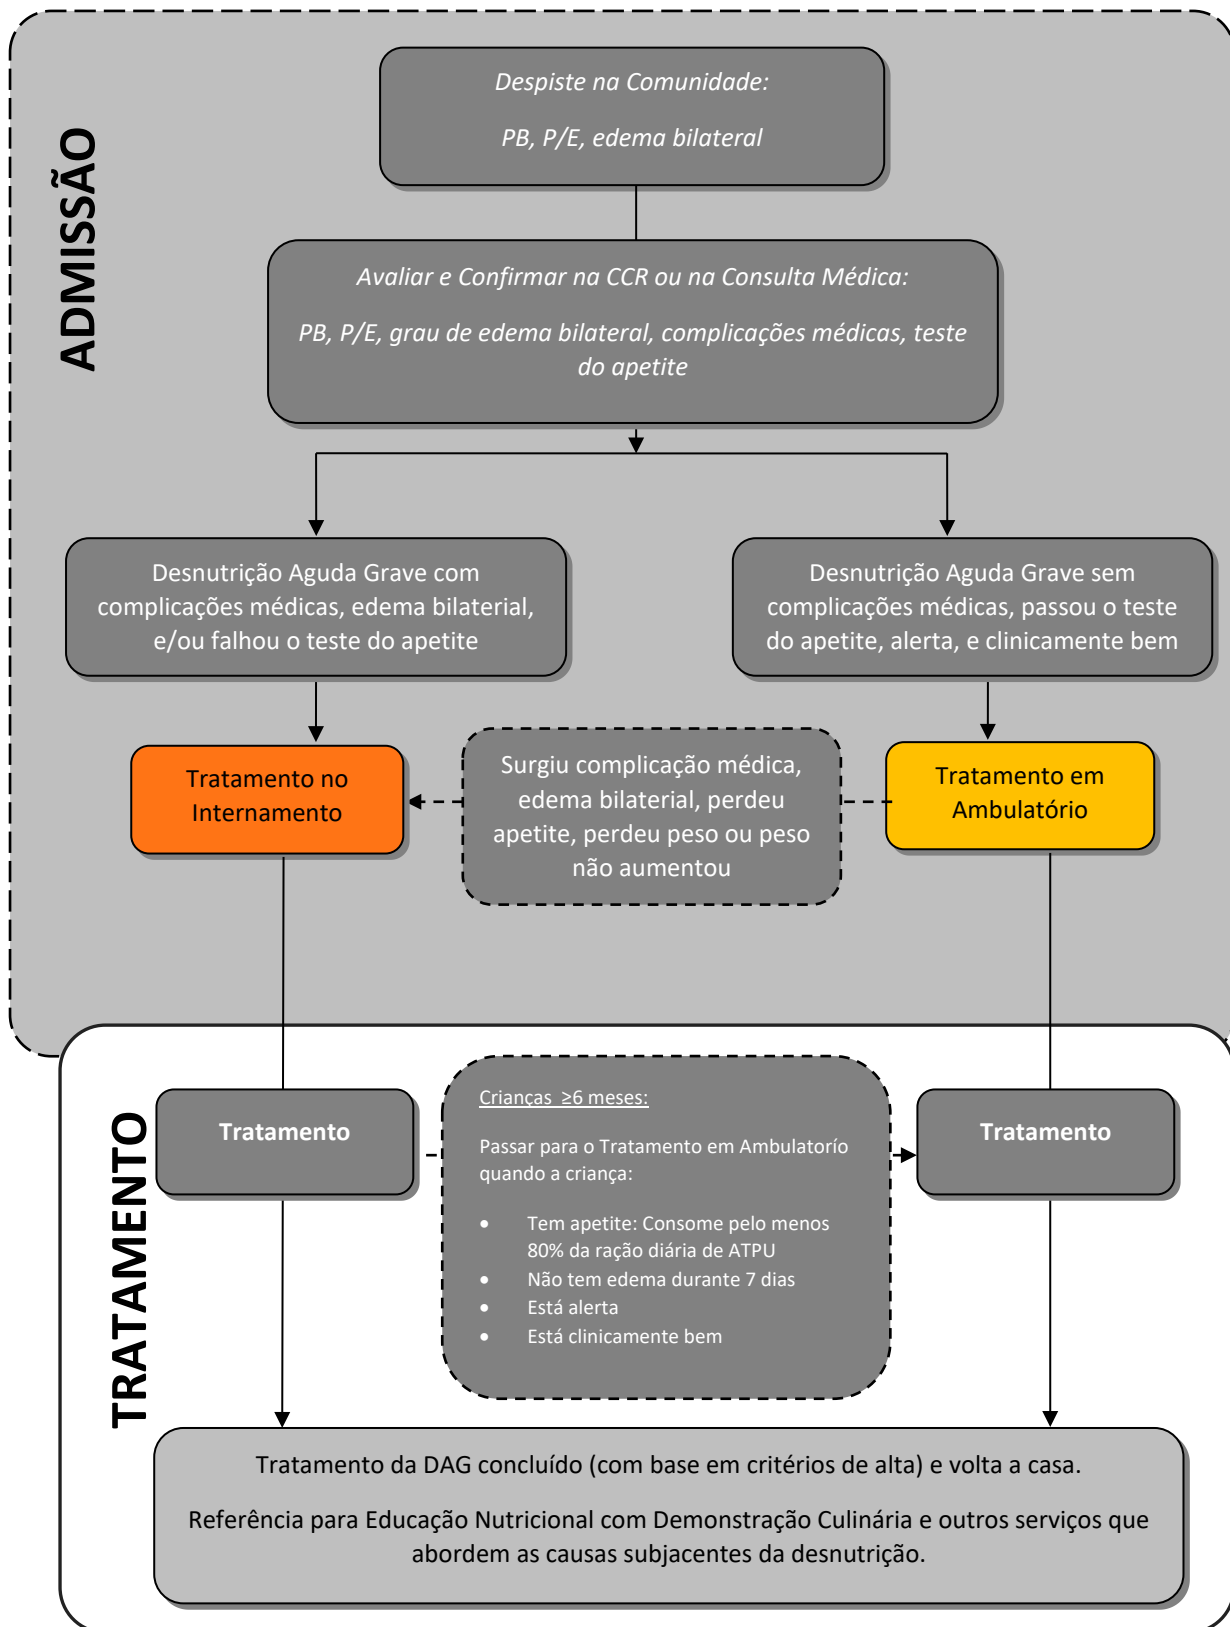 ADMISSÃO
Despiste na Comunidade:
PB, P/E, edema bilateral
Avaliar e Confirmar na CCR ou na Consulta Médica:
PB, P/E, grau de edema bilateral, complicações médicas, teste
do apetite
Desnutrição Aguda Grave com
complicações médicas, edema bilaterial,
e/ou falhou o teste do apetite
Desnutrição Aguda Grave sem
complicações médicas, passou o teste
do apetite, alerta, e clinicamente bem
Tratamento no
Internamento
Surgiu complicação médica,
edema bilaterial, perdeu
apetite, perdeu peso ou peso
não aumentou
Tratamento em
Ambulatório
TRATAMENTO
Tratamento
Crianças ≥6 meses:
Passar para o Tratamento em Ambulatorío
quando a criança:
• Tem apetite: Consome pelo menos
80% da ração diária de ATPU
• Não tem edema durante 7 dias
• Está alerta
• Está clinicamente bem
Tratamento
Tratamento da DAG concluído (com base em critérios de alta) e volta a casa.
Referência para Educação Nutricional com Demonstração Culinária e outros serviços que
abordem as causas subjacentes da desnutrição.